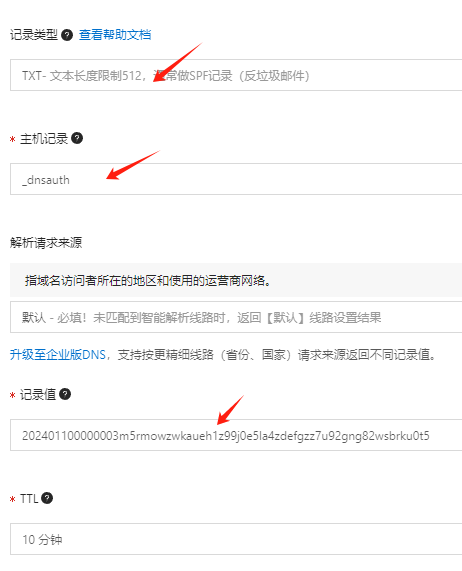 记录类型 ? 查看帮助文档
TXT- 文本长度限制512，常做SPF记录（反垃圾邮件）
* 主机记录 ?
_dnsauth
解析请求来源
指域名访问者所在的地区和使用的运营商网络。
默认 - 必填！未匹配到智能解析线路时，返回【默认】线路设置结果
升级至企业版DNS，支持按更精细线路（省份、国家）请求来源返回不同记录值。
* 记录值 ?
202401100000003m5rmowzwkaueh1z99j0e5la4zdefgzz7u92gng82wsbrku0t5
* TTL ?
10 分钟